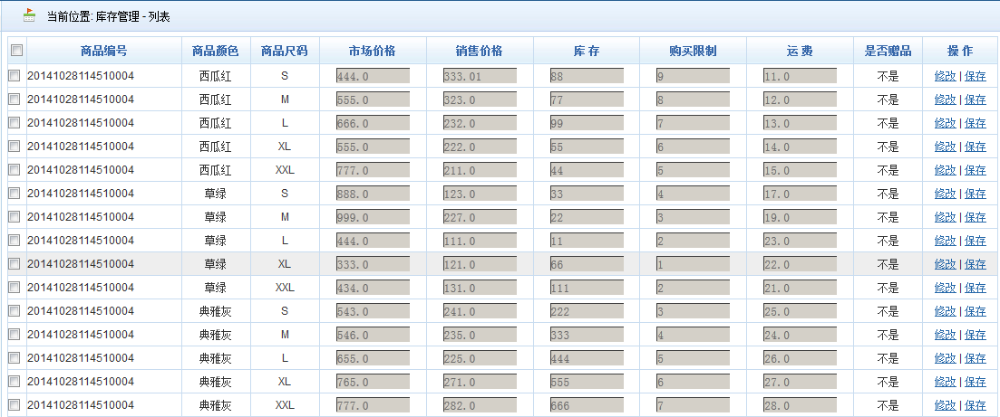 当前位置: 库存管理 - 列表
商品编号 商品颜色 商品尺码 市场价格 销售价格 库 存 购买限制 运 费 是否赠品 操 作
20141028114510004 西瓜红 S 444.0 333.01 88 9 11.0 不是 修改 | 保存
20141028114510004 西瓜红 M 555.0 323.0 77 8 12.0 不是 修改 | 保存
20141028114510004 西瓜红 L 666.0 232.0 99 7 13.0 不是 修改 | 保存
20141028114510004 西瓜红 XL 555.0 222.0 55 6 14.0 不是 修改 | 保存
20141028114510004 西瓜红 XXL 777.0 211.0 44 5 15.0 不是 修改 | 保存
20141028114510004 草绿 S 888.0 123.0 33 4 17.0 不是 修改 | 保存
20141028114510004 草绿 M 999.0 227.0 22 3 19.0 不是 修改 | 保存
20141028114510004 草绿 L 444.0 111.0 11 2 23.0 不是 修改 | 保存
20141028114510004 草绿 XL 333.0 121.0 66 1 22.0 不是 修改 | 保存
20141028114510004 草绿 XXL 434.0 131.0 111 2 21.0 不是 修改 | 保存
20141028114510004 典雅灰 S 543.0 241.0 222 3 25.0 不是 修改 | 保存
20141028114510004 典雅灰 M 546.0 235.0 333 4 24.0 不是 修改 | 保存
20141028114510004 典雅灰 L 655.0 225.0 444 5 26.0 不是 修改 | 保存
20141028114510004 典雅灰 XL 765.0 271.0 555 6 27.0 不是 修改 | 保存
20141028114510004 典雅灰 XXL 777.0 282.0 666 7 28.0 不是 修改 | 保存